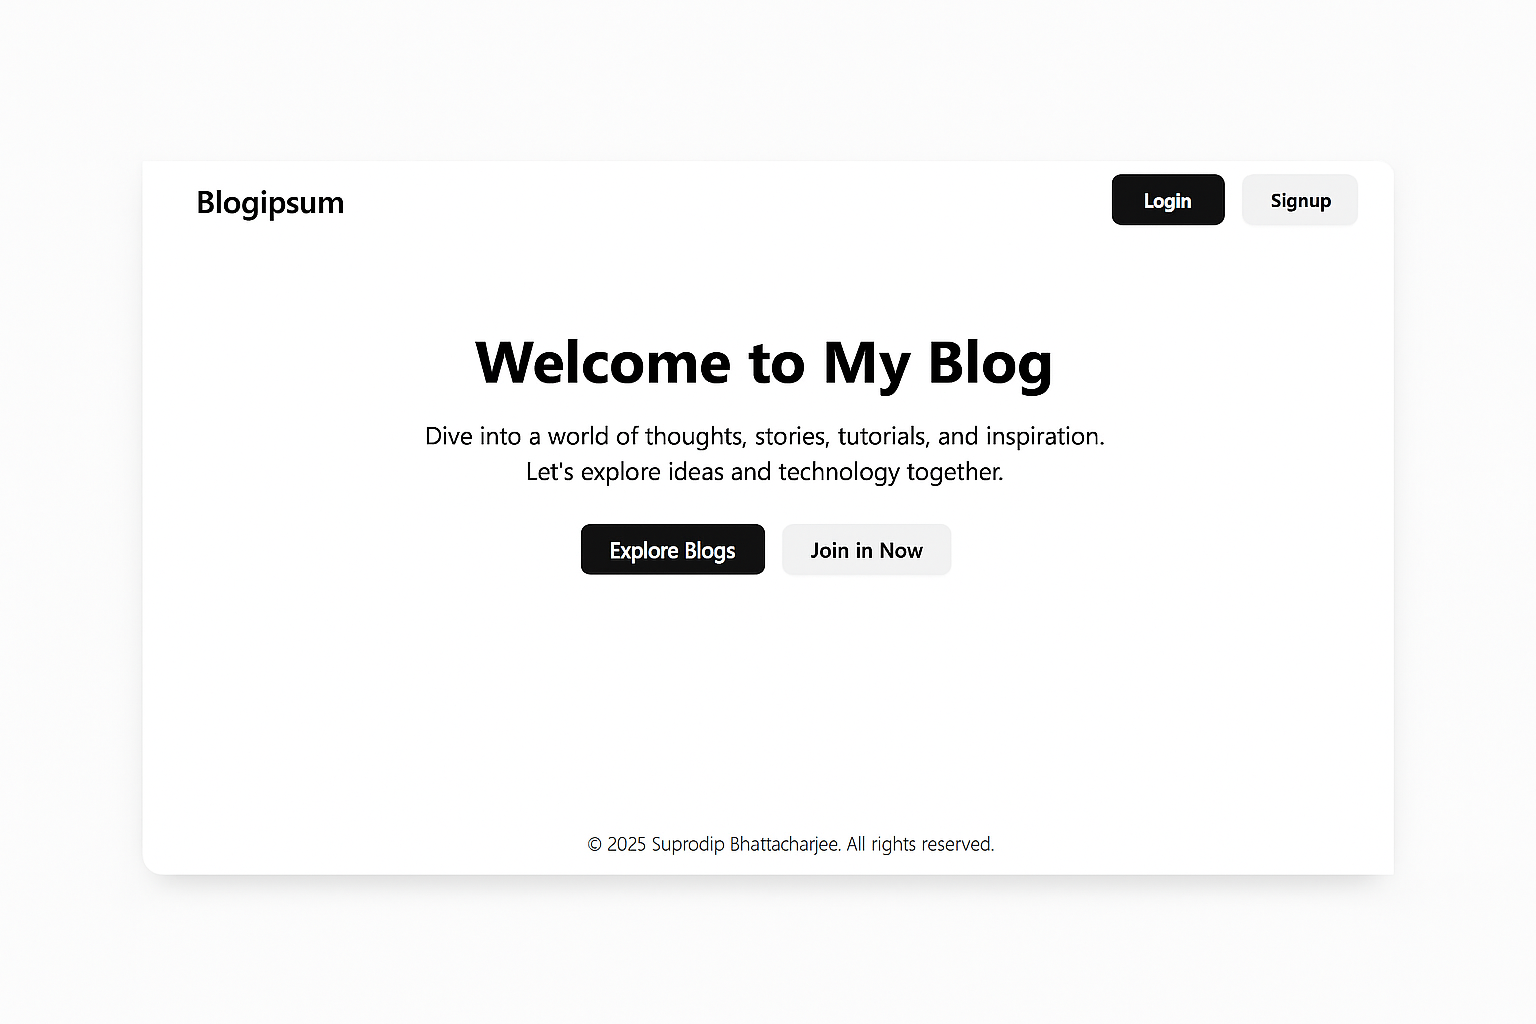 Blogipsum
Login
Signup
Welcome to My Blog
Dive into a world of thoughts, stories, tutorials, and inspiration.
Let's explore ideas and technology together.
Explore Blogs
Join in Now
© 2025 Suprodip Bhattacharjee. All rights reserved.